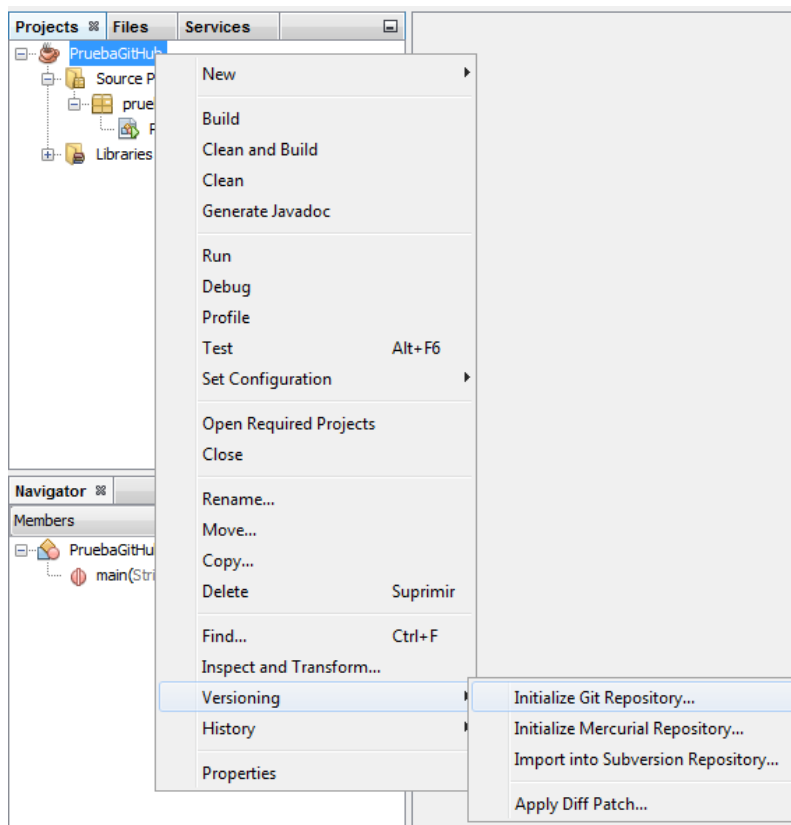 Projects Files Services
PruebaGitHub
Source P
prue
Libraries
New
Build
Clean and Build
Clean
Generate Javadoc
Run
Debug
Profile
Test Alt+F6
Set Configuration
Open Required Projects
Close
Rename...
Move...
Copy...
Delete Suprimir
Find... Ctrl+F
Inspect and Transform...
Versioning
History
Properties
Navigator
Members
PruebaGitHu
main(Stri
Initialize Git Repository...
Initialize Mercurial Repository...
Import into Subversion Repository...
Apply Diff Patch...